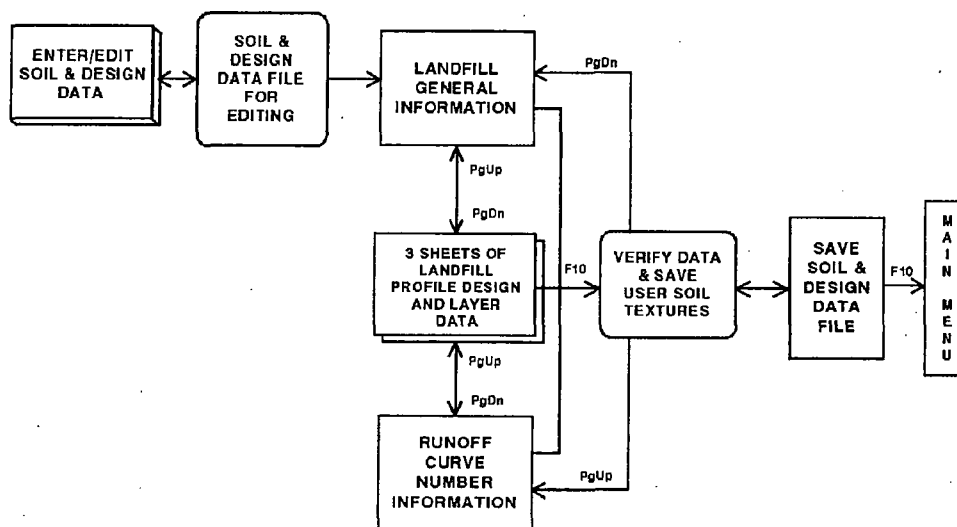 ENTER/EDIT
SOIL & DESIGN
DATA
SOIL &
DESIGN
DATA FILE
FOR
EDITING
LANDFILL
GENERAL
INFORMATION
PgDn
PgUp
PgDn
3 SHEETS OF
LANDFILL
PROFILE DESIGN
AND LAYER
DATA
F10
VERIFY DATA
& SAVE
USER SOIL
TEXTURES
SAVE
SOIL &
DESIGN
DATA
FILE
F10
MAIN MENU
PgUp
PgDn
RUNOFF
CURVE
NUMBER
INFORMATION
PgUp